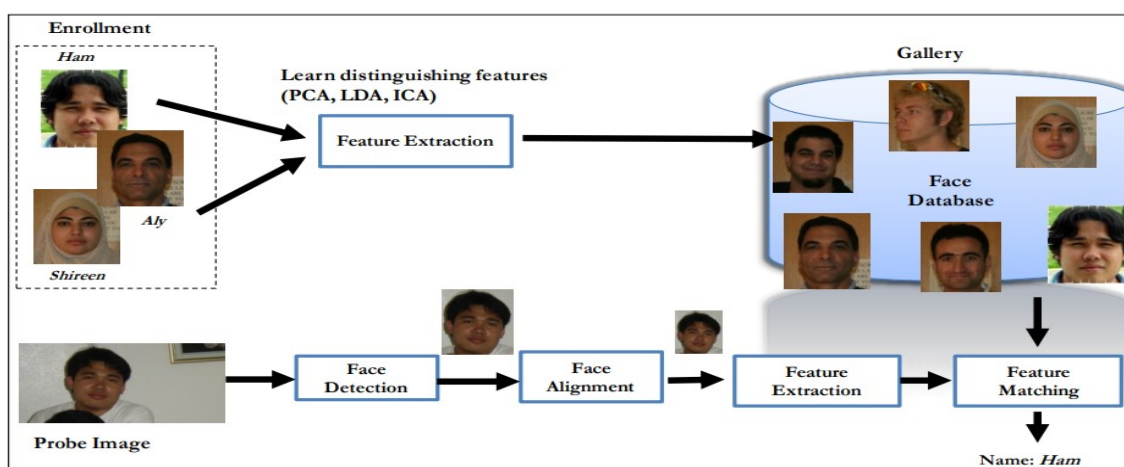 Enrollment
Ham
Aly
Shireen
Learn distinguishing features
(PCA, LDA, ICA)
Feature Extraction
Gallery
Face
Database
Probe Image
Face
Detection
Face
Alignment
Feature
Extraction
Feature
Matching
Name: Ham